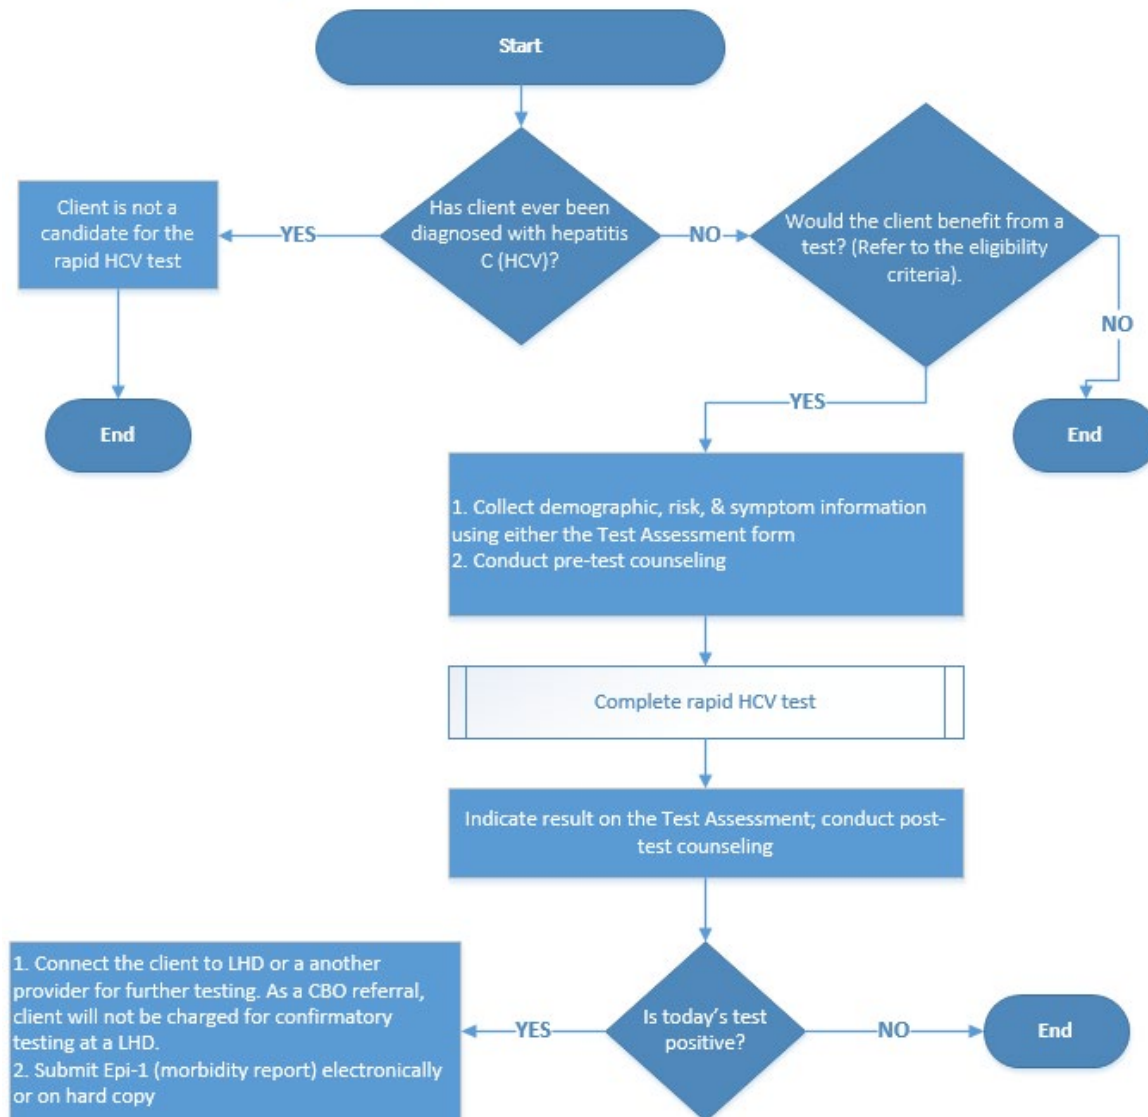 Start
Has client ever been
diagnosed with hepatitis
C (HCV)?
YES
Client is not a
candidate for the
rapid HCV test
End
NO
Would the client benefit from a
test? (Refer to the eligibility
criteria).
NO
End
YES
1. Collect demographic, risk, & symptom information
using either the Test Assessment form
2. Conduct pre-test counseling
Complete rapid HCV test
Indicate result on the Test Assessment; conduct post-
test counseling
Is today's test
positive?
YES
1. Connect the client to LHD or a another
provider for further testing. As a CBO referral,
client will not be charged for confirmatory
testing at a LHD.
2. Submit Epi-1 (morbidity report) electronically
or on hard copy
NO
End